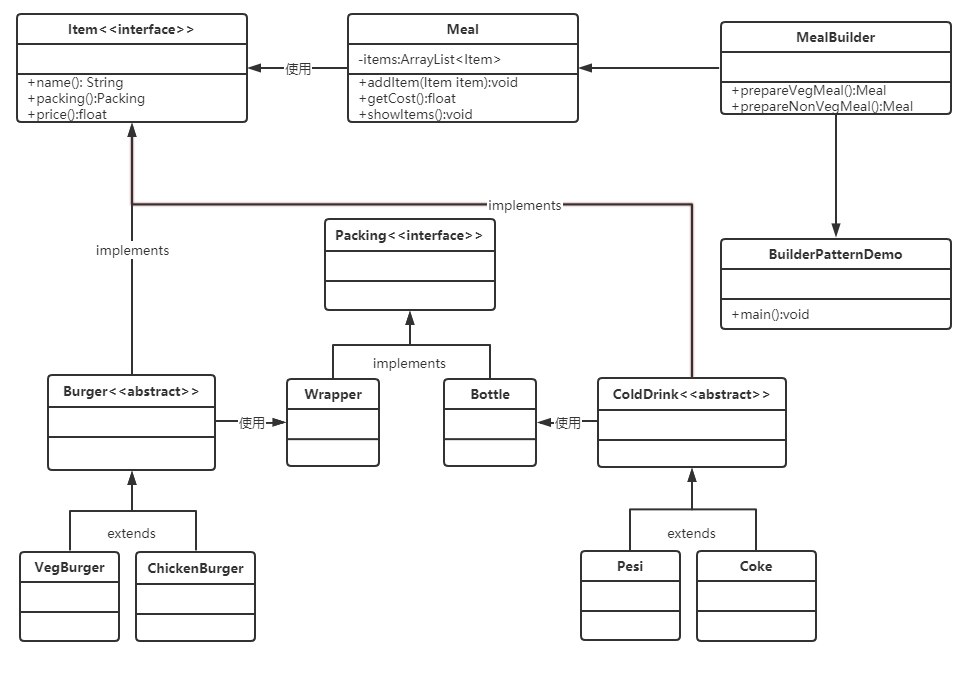 Item<<interface>>
+name(): String
+packing():Packing
+price():float
使用
Meal
-items:ArrayList<Item>
+addItem(Item item):void
+getCost():float
+showItems():void
MealBuilder
+prepareVegMeal():Meal
+prepareNonVegMeal():Meal
implements
implements
Packing<<interface>>
BuilderPatternDemo
+main():void
implements
Burger<<abstract>>
使用
Wrapper
Bottle
使用
ColdDrink<<abstract>>
extends
extends
VegBurger
ChickenBurger
Pesi
Coke